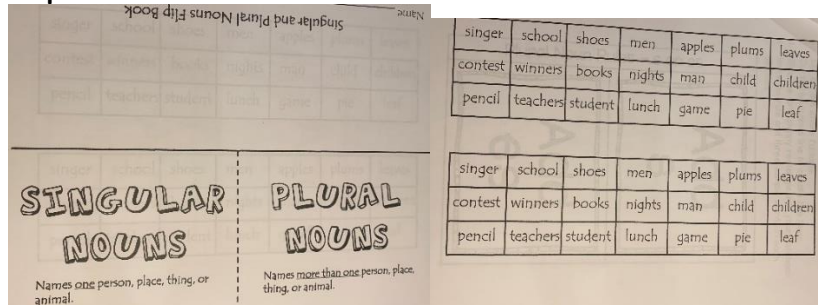 Name
Singular and Plural Nouns Flip Book
SINGULAR
NOUNS
Names one person, place, thing, or
animal.
PLURAL
NOUNS
Names more than one person, place,
thing, or animal.
singer school shoes men apples plums leaves
contest winners books nights man child children
pencil teachers student lunch game pie leaf
singer school shoes men apples plums leaves
contest winners books nights man child children
pencil teachers student lunch game pie leaf